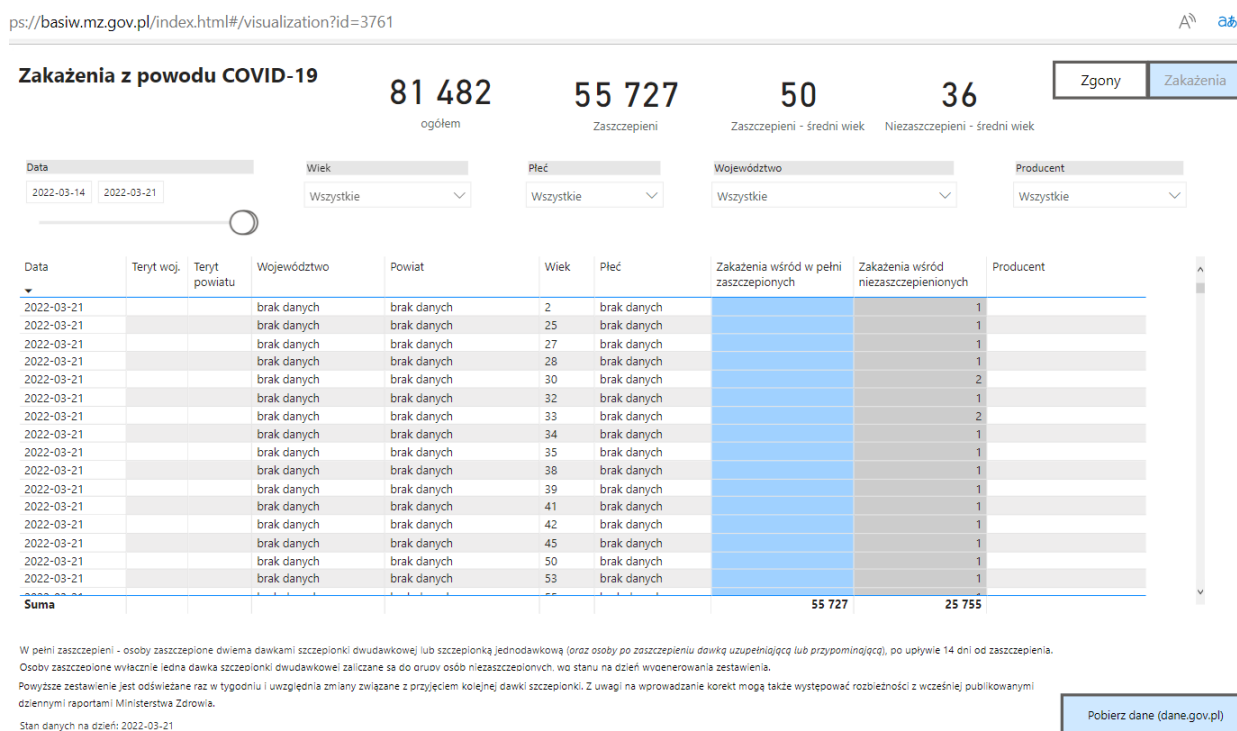 ps://basiw.mz.gov.pl/index.html#/visualization?id=3761
Zakażenia z powodu COVID-19
81 482
ogółem
55 727
Zaszczepieni
50
Zaszczepieni - średni wiek
36
Niezaszczepieni - średni wiek
Zgony
Zakażenia
Data
2022-03-14 2022-03-21
Wiek
Wszystkie
Płeć
Wszystkie
Województwo
Wszystkie
Producent
Wszystkie
Data Teryt woj. Teryt powiatu Województwo Powiat Wiek Płeć Zakażenia wśród w pełni zaszczepionych Zakażenia wśród niezaszczepienionych Producent
2022-03-21 brak danych brak danych 2 brak danych 1
2022-03-21 brak danych brak danych 25 brak danych 1
2022-03-21 brak danych brak danych 27 brak danych 1
2022-03-21 brak danych brak danych 28 brak danych 1
2022-03-21 brak danych brak danych 30 brak danych 2
2022-03-21 brak danych brak danych 32 brak danych 1
2022-03-21 brak danych brak danych 33 brak danych 2
2022-03-21 brak danych brak danych 34 brak danych 1
2022-03-21 brak danych brak danych 35 brak danych 1
2022-03-21 brak danych brak danych 38 brak danych 1
2022-03-21 brak danych brak danych 39 brak danych 1
2022-03-21 brak danych brak danych 41 brak danych 1
2022-03-21 brak danych brak danych 42 brak danych 1
2022-03-21 brak danych brak danych 45 brak danych 1
2022-03-21 brak danych brak danych 50 brak danych 1
2022-03-21 brak danych brak danych 53 brak danych 1
Suma 55 727 25 755
W pełni zaszczepieni - osoby zaszczepione dwiema dawkami szczepionki dwudawkowej lub szczepionką jednodawkową (oraz osoby po zaszczepieniu dawką uzupełniającą lub przypominającą), po upływie 14 dni od zaszczepienia.
Osoby zaszczepione wyłącznie jedną dawką szczepionki dwudawkowej zaliczane są do grupy osób niezaszczepionych, wg stanu na dzień wygenerowania zestawienia.
Powyższe zestawienie jest odświeżane raz w tygodniu i uwzględnia zmiany związane z przyjęciem kolejnej dawki szczepionki. Z uwagi na wprowadzanie korekt mogą także występować rozbieżności z wcześniej publikowanymi
dziennymi raportami Ministerstwa Zdrowia.
Stan danych na dzień: 2022-03-21
Pobierz dane (dane.gov.pl)